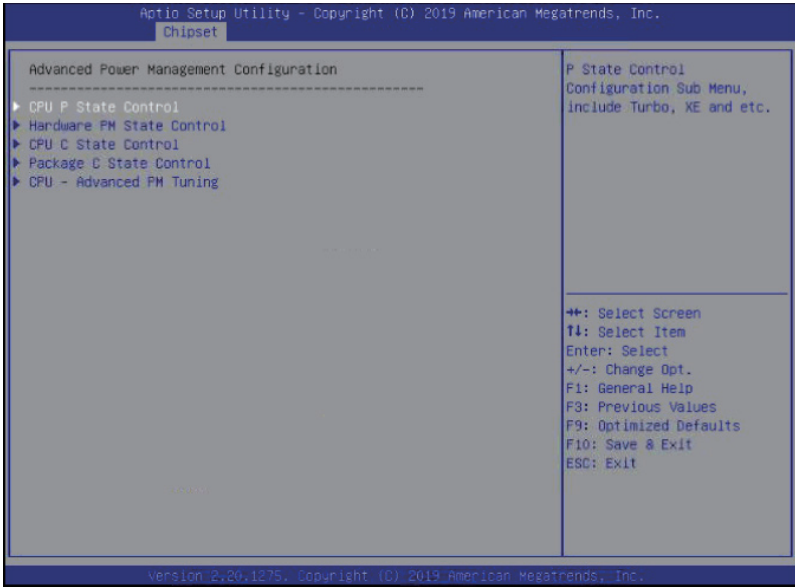 Aptio Setup Utility - Copyright (C) 2019 American Megatrends, Inc.
Chipset
Advanced Power Management Configuration
--------------------------------------------------
CPU P State Control
Hardware PM State Control
CPU C State Control
Package C State Control
CPU - Advanced PM Tuning
P State Control
Configuration Sub Menu,
include Turbo, XE and etc.
→←: Select Screen
↑↓: Select Item
Enter: Select
+/-: Change Opt.
F1: General Help
F3: Previous Values
F9: Optimized Defaults
F10: Save & Exit
ESC: Exit
Version 2.20.1275. Copyright (C) 2019 American Megatrends, Inc.